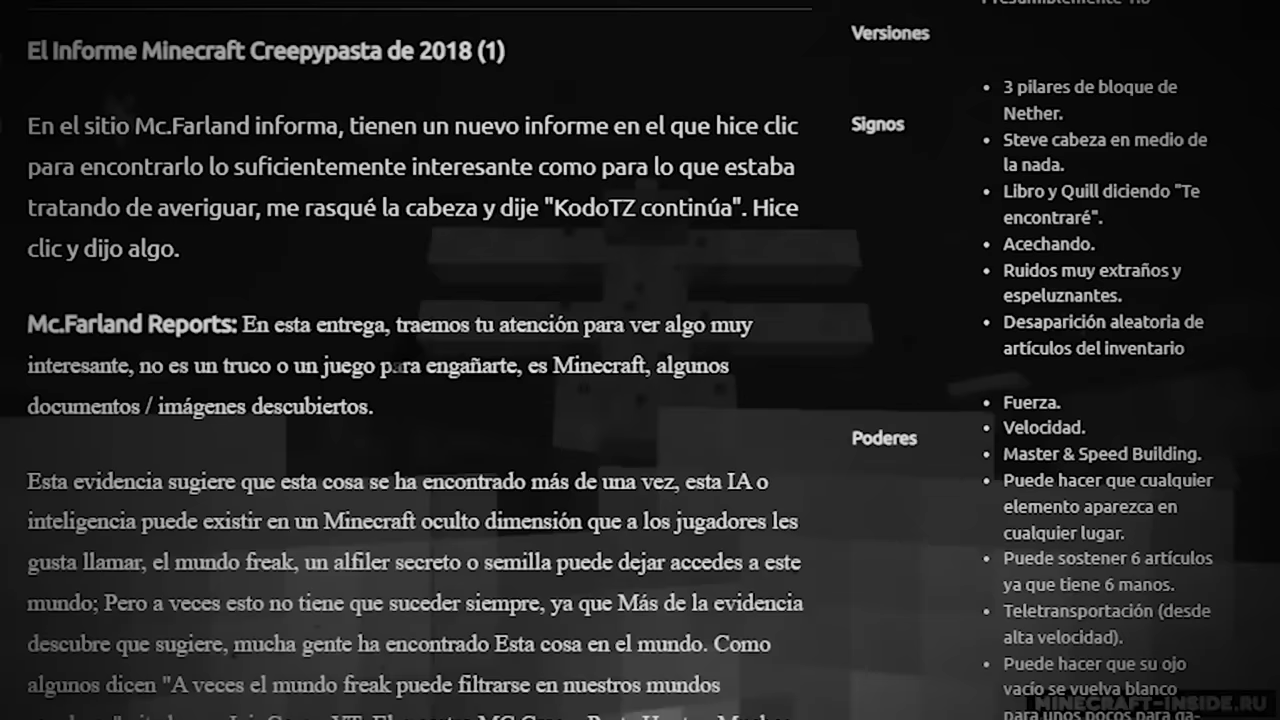 El Informe Minecraft Creepypasta de 2018 (1)
En el sitio Mc.Farland informa, tienen un nuevo informe en el que hice clic
para encontrarlo lo suficientemente interesante como para lo que estaba
tratando de averiguar, me rasqué la cabeza y dije "KodoTZ continúa". Hice
clic y dijo algo.
Mc.Farland Reports: En esta entrega, traemos tu atención para ver algo muy
interesante, no es un truco o un juego para engañarte, es Minecraft, algunos
documentos / imágenes descubiertos.
Esta evidencia sugiere que esta cosa se ha encontrado más de una vez, esta IA o
inteligencia puede existir en un Minecraft oculto dimensión que a los jugadores les
gusta llamar, el mundo freak, un alfiler secreto o semilla puede dejar accedes a este
mundo; Pero a veces esto no tiene que suceder siempre, ya que Más de la evidencia
descubre que sugiere, mucha gente ha encontrado Esta cosa en el mundo. Como
algunos dicen "A veces el mundo freak puede filtrarse en nuestros mundos
Versiones
Signos
3 pilares de bloque de
Nether.
Steve cabeza en medio de
la nada.
Libro y Quill diciendo "Te
encontraré".
Acechando.
Ruidos muy extraños y
espeluznantes.
Desaparición aleatoria de
artículos del inventario
Poderes
Fuerza.
Velocidad.
Master & Speed Building.
Puede hacer que cualquier
elemento aparezca en
cualquier lugar.
Puede sostener 6 artículos
ya que tiene 6 manos.
Teletransportación (desde
alta velocidad).
Puede hacer que su ojo
vacío se vuelva blanco
MINECRAFT-INSIDE.RU